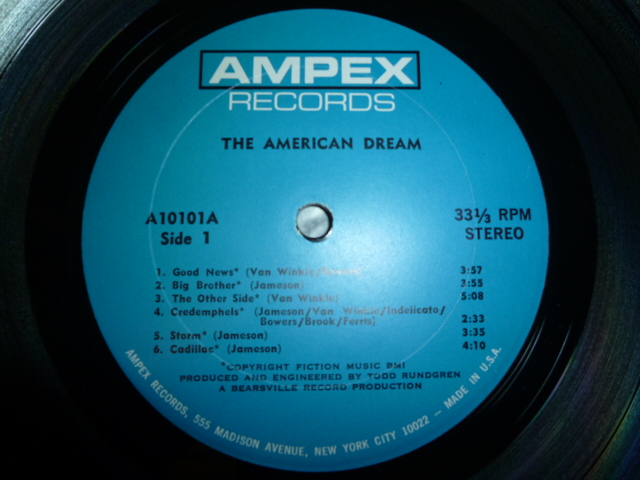 AMPEX
RECORDS
THE AMERICAN DREAM
A10101A
Side 1
33⅓ RPM
STEREO
1. Good News* (Van Winkle/ 3:57
2. Big Brother* (Jameson) 3:55
3. The Other Side* (Van Winkle) 5:08
4. Credemphels* (Jameson/Van Winkle/Indelicato/
Bowers/Brook/Ferris) 2:33
5. Storm* (Jameson) 3:35
6. Cadillac* (Jameson) 4:10
*COPYRIGHT FICTION MUSIC BMI
PRODUCED AND ENGINEERED BY TODD RUNDGREN
A BEARSVILLE RECORD PRODUCTION
AMPEX RECORDS, 555 MADISON AVENUE, NEW YORK CITY 10022 — MADE IN U.S.A.